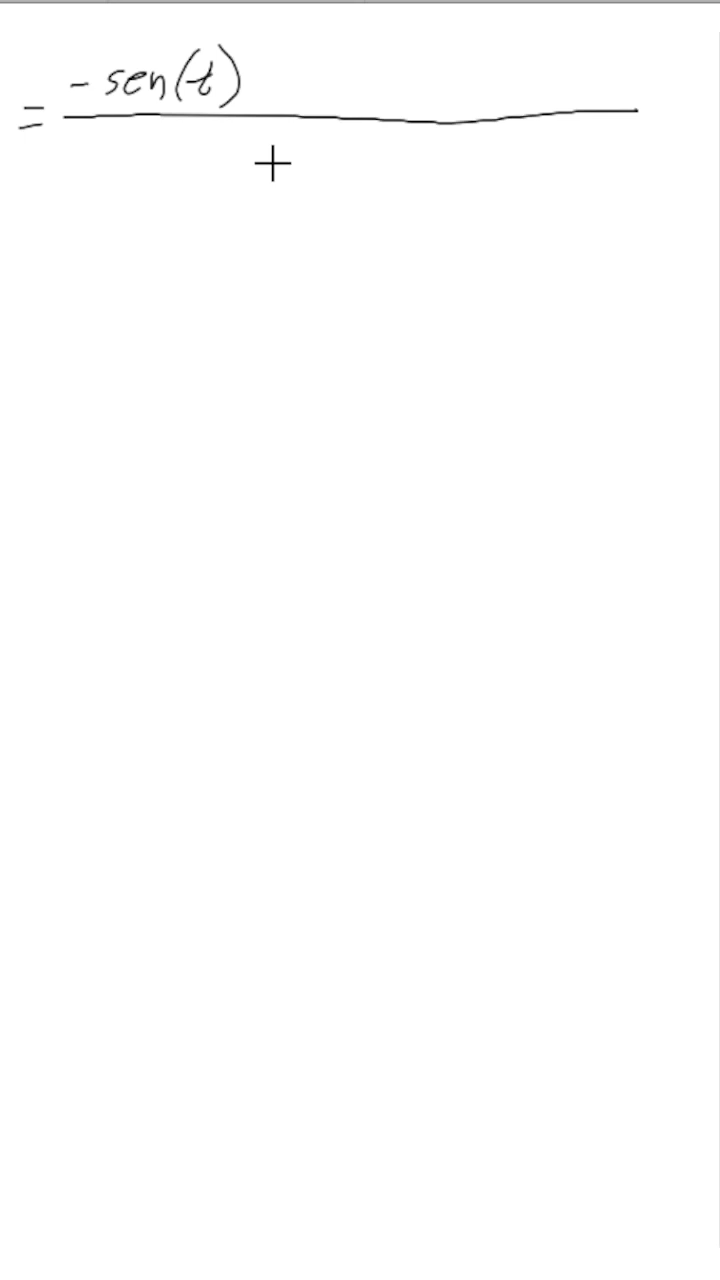 = -sen(t)